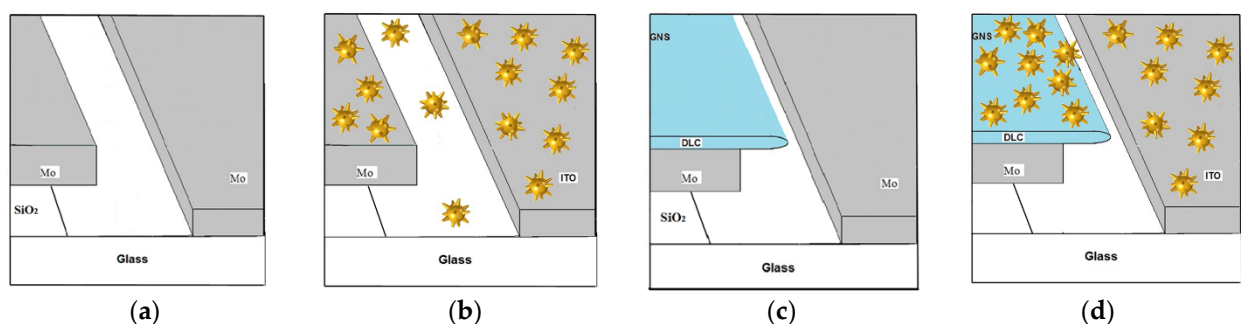 Mo
Mo
SiO2
Glass
(a)
Mo
ITO
Glass
(b)
GNS
DLC
Mo
Mo
SiO2
Glass
(c)
GNS
DLC
Mo
ITO
Glass
(d)